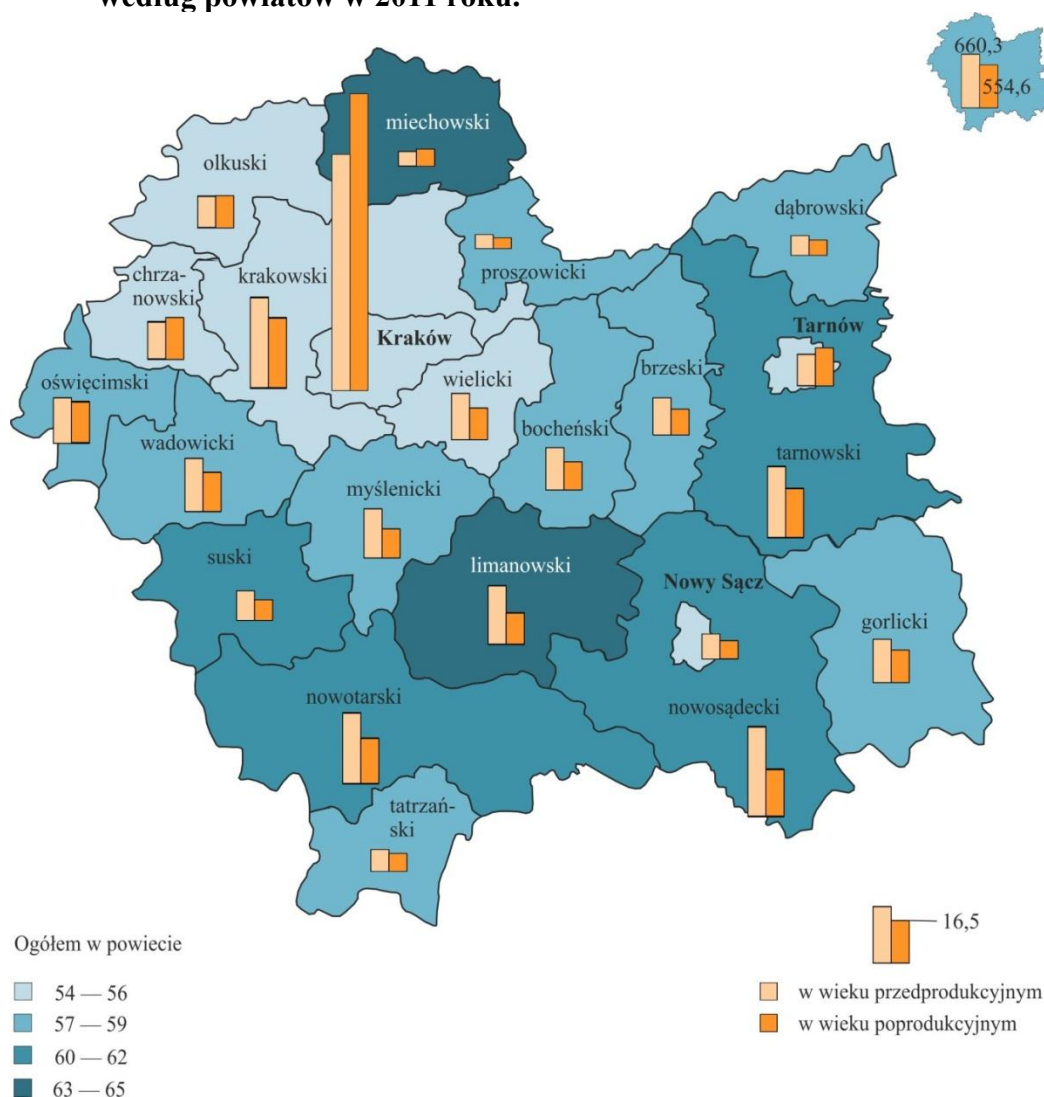 według powiatów w 2011 roku.
660,3
554,6
miechowski
olkuski
dąbrowski
chrza-
nowski
krakowski
proszowicki
Kraków
Tarnów
oświęcimski
wielicki
brzeski
wadowicki
bocheński
tarnowski
myślenicki
suski
limanowski
Nowy Sącz
gorlicki
nowotarski
nowosądecki
tatrzań-
ski
16,5
Ogółem w powiecie
54 — 56
57 — 59
60 — 62
63 — 65
w wieku przedprodukcyjnym
w wieku poprodukcyjnym